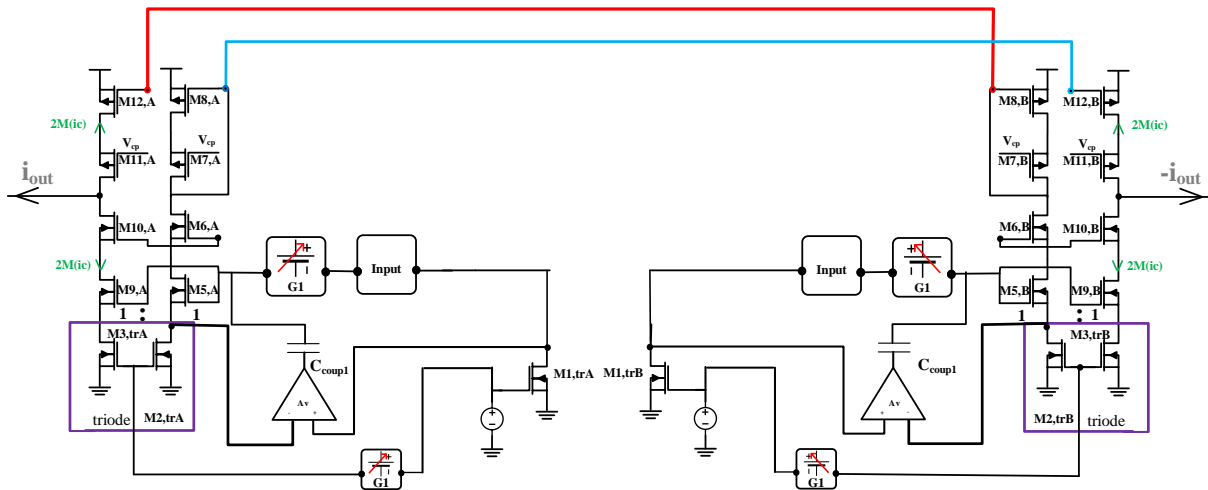 M12,A
M8,A
M8,B
M12,B
2M(ic)
2M(ic)
Vcp
Vcp
Vcp
Vcp
M11,A
M7,A
M7,B
M11,B
iout
-iout
M10,A
M6,A
M6,B
M10,B
2M(ic)
2M(ic)
G1
Input
Input
G1
M9,A
M5,A
M5,B
M9,B
1 : 1
1 : 1
M3,trA
M3,trB
Ccoup1
Ccoup1
M1,trA
M1,trB
Av
- +
Av
+ -
triode
M2,trA
M2,trB
triode
G1
G1